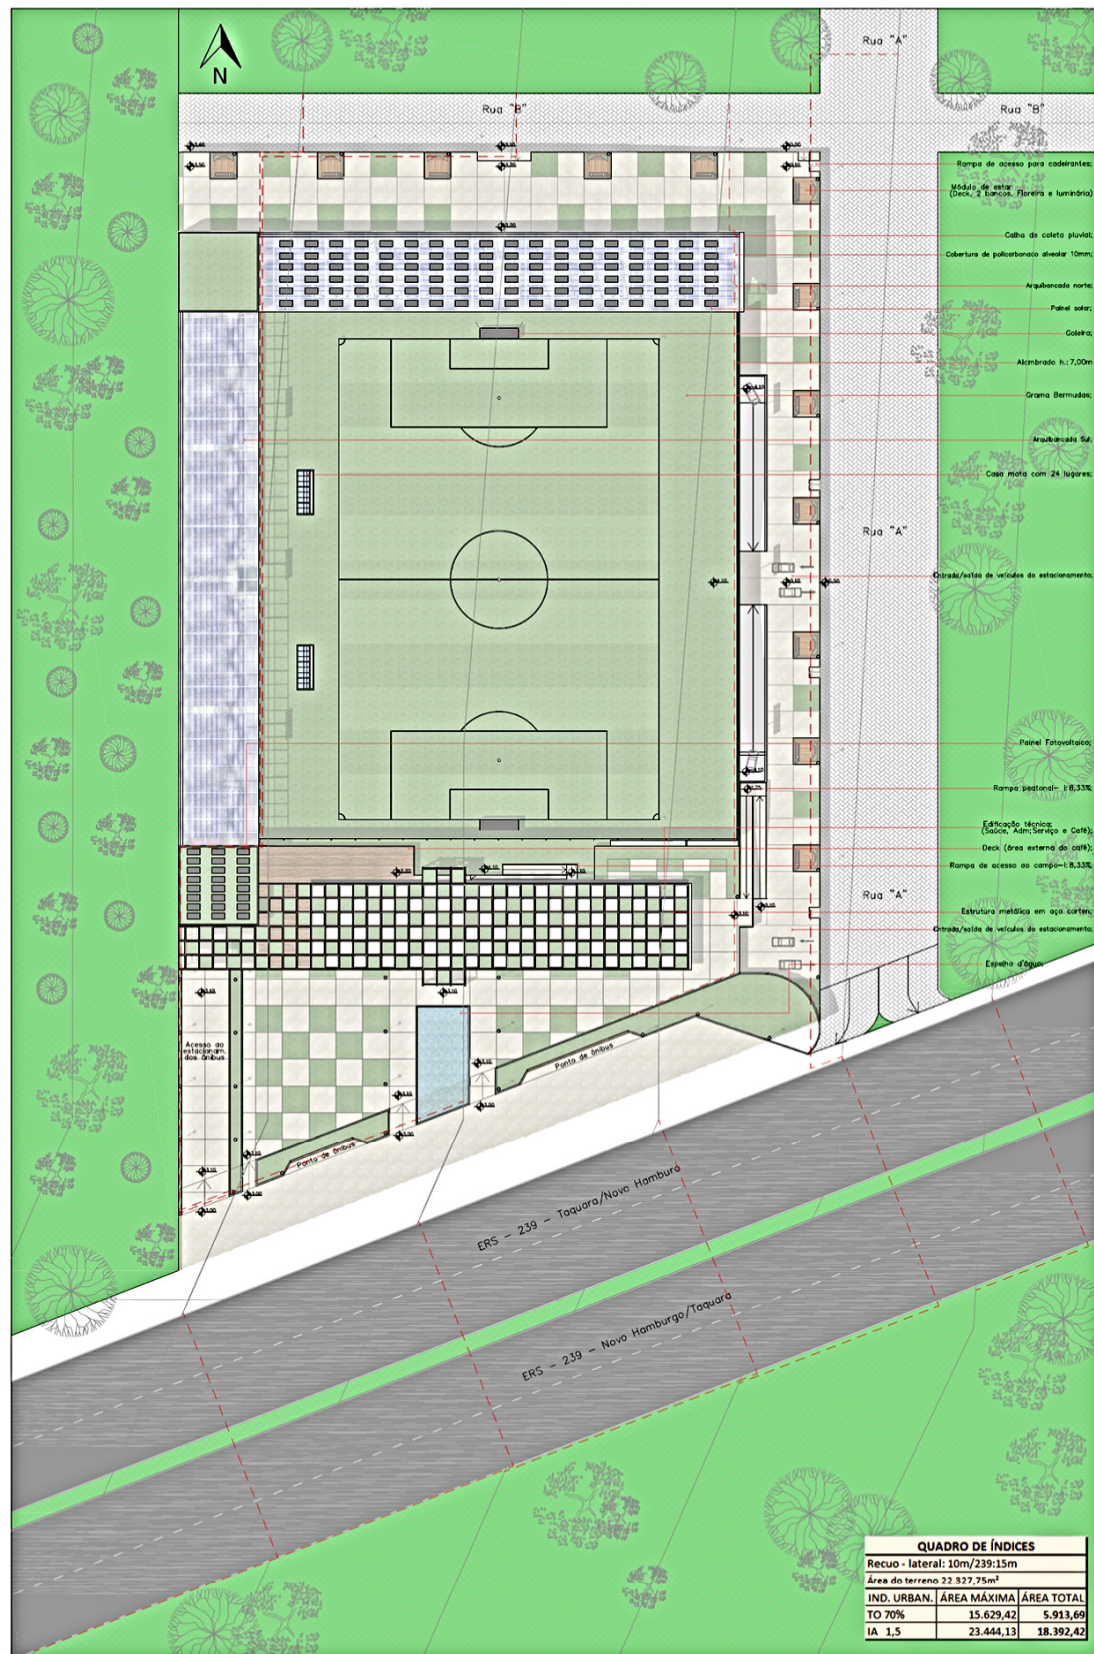 Rua "A"
N
Rua "B"
Rua "B"
Rampa de acesso para cadeirantes;
Módulo de estar
(Deck, 2 bancos, Floreira e luminária)
Calha de coleta pluvial;
Cobertura de policarbonaco alveolar 10mm;
Arquibancada norte;
Painel solar;
Goleira;
Alambrado h.: 7,00m
Grama Bermudas;
Arquibancada Sul;
Casa mata com 24 lugares;
Rua "A"
Entrada/saída de veículos do estacionamento;
Painel Fotovoltaico;
Rampa peatonal- i:8,33%;
Edificação técnica;
(Saúde, Adm;Serviço e Café);
Deck (área externa do café);
Rampa de acesso ao campo-i:8,33%;
Rua "A"
Estrutura metálica em aço corten;
Entrada/saída de veículos do estacionamento;
Espelho d'água;
Acesso ao
estacionam.
dos ônibus
Ponto de ônibus
Ponto de ônibus
ERS - 239 - Taquara/Novo Hamburo
ERS - 239 - Novo Hamburgo/Taquara
QUADRO DE ÍNDICES
Recuo - lateral: 10m/239:15m
Área do terreno 22.327,75m²
IND. URBAN. ÁREA MÁXIMA ÁREA TOTAL
TO 70% 15.629,42 5.913,69
IA 1,5 23.444,13 18.392,42